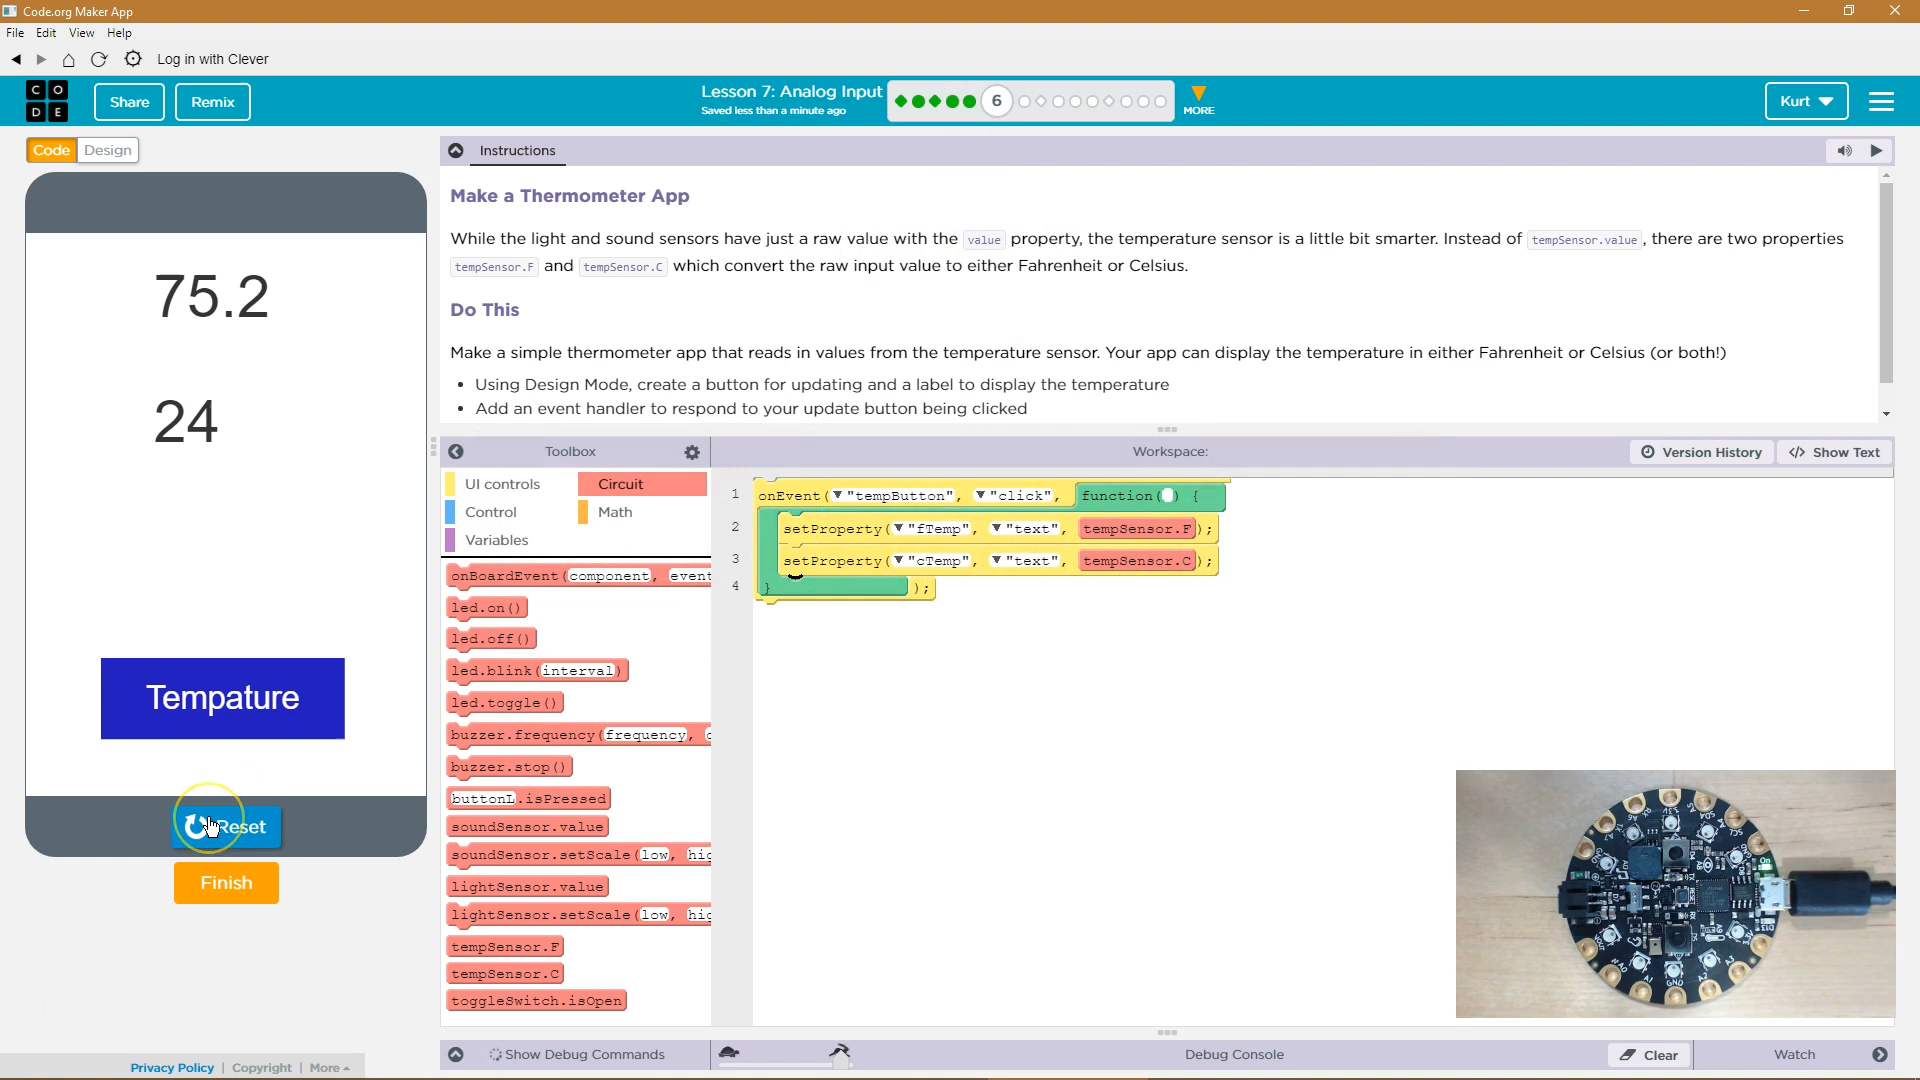 Code.org Maker App
File Edit View Help
Log in with Clever
C O D E
Share
Remix
Lesson 7: Analog Input
Saved less than a minute ago
6
MORE
Kurt
Code Design
Instructions
Make a Thermometer App
While the light and sound sensors have just a raw value with the value property, the temperature sensor is a little bit smarter. Instead of tempSensor.value, there are two properties
tempSensor.F and tempSensor.C which convert the raw input value to either Fahrenheit or Celsius.
Do This
Make a simple thermometer app that reads in values from the temperature sensor. Your app can display the temperature in either Fahrenheit or Celsius (or both!)
• Using Design Mode, create a button for updating and a label to display the temperature
• Add an event handler to respond to your update button being clicked
75.2
24
Tempature
Reset
Finish
Toolbox
Workspace:
Version History
</> Show Text
UI controls
Circuit
Control
Math
Variables
onBoardEvent(component, event
led.on()
led.off()
led.blink(interval)
led.toggle()
buzzer.frequency(frequency,
buzzer.stop()
buttonL.isPressed
soundSensor.value
soundSensor.setScale(low, hig
lightSensor.value
lightSensor.setScale(low, hig
tempSensor.F
tempSensor.C
toggleSwitch.isOpen
1 onEvent("tempButton", "click", function() {
2 setProperty("fTemp", "text", tempSensor.F);
3 setProperty("cTemp", "text", tempSensor.C);
4 } );
Show Debug Commands
Debug Console
Clear
Watch
Privacy Policy | Copyright | More